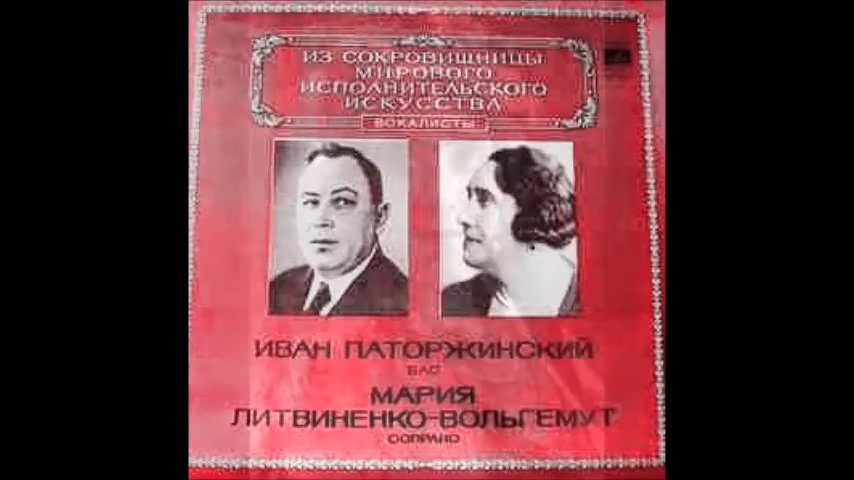 ИЗ СОКРОВИЩНИЦЫ
МИРОВОГО
ИСПОЛНИТЕЛЬСКОГО
ИСКУССТВА
ВОКАЛИСТЫ
ИВАН ПАТОРЖИНСКИЙ
БАС
МАРИЯ
ЛИТВИНЕНКО-ВОЛЬГЕМУТ
СОПРАНО